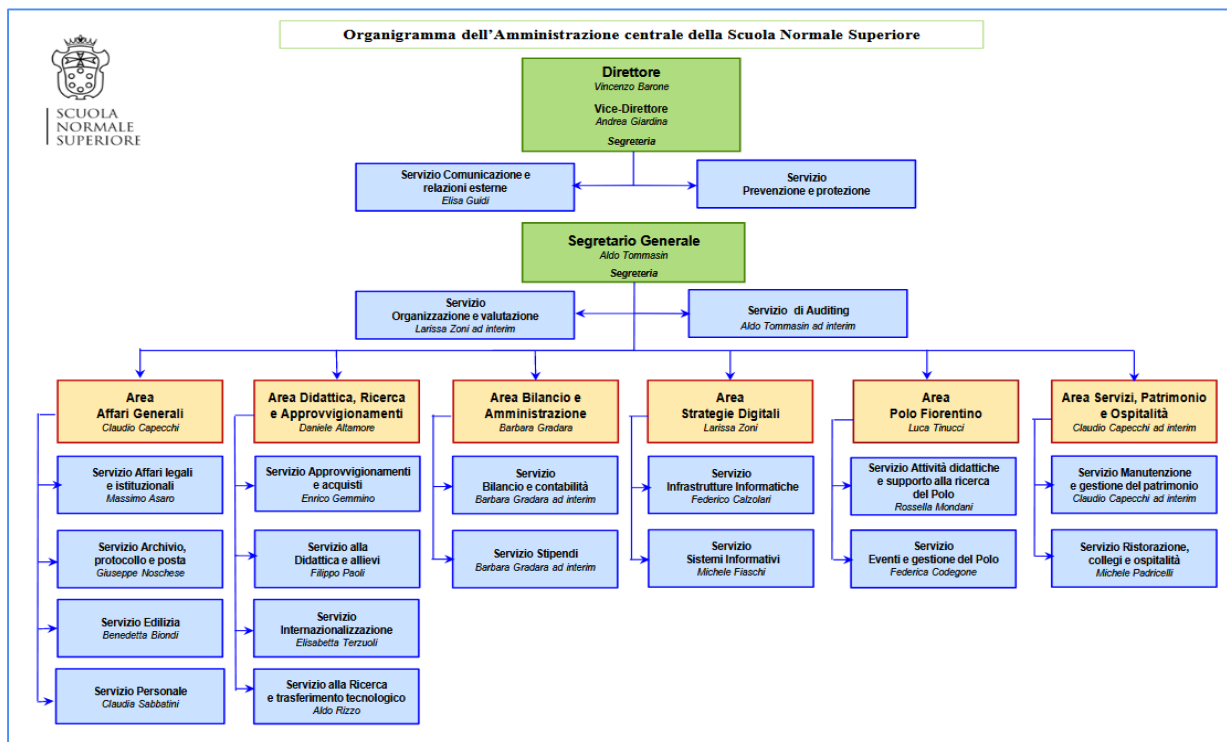 Organigramma dell'Amministrazione centrale della Scuola Normale Superiore
SCUOLA
NORMALE
SUPERIORE
Direttore
Vincenzo Barone
Vice-Direttore
Andrea Giardina
Segreteria
Servizio Comunicazione e
relazioni esterne
Elisa Guidi
Servizio
Prevenzione e protezione
Segretario Generale
Aldo Tommasin
Segreteria
Servizio
Organizzazione e valutazione
Larissa Zoni ad interim
Servizio di Auditing
Aldo Tommasin ad interim
Area
Affari Generali
Claudio Capecchi
Area Didattica, Ricerca
e Approvvigionamenti
Daniele Altamore
Area Bilancio e
Amministrazione
Barbara Gradara
Area
Strategie Digitali
Larissa Zoni
Area
Polo Fiorentino
Luca Tinucci
Area Servizi, Patrimonio
e Ospitalità
Claudio Capecchi ad interim
Servizio Affari legali
e istituzionali
Massimo Asaro
Servizio Approvvigionamenti
e acquisti
Enrico Gemmino
Servizio
Bilancio e contabilità
Barbara Gradara ad interim
Servizio
Infrastrutture Informatiche
Federico Calzolari
Servizio Attività didattiche
e supporto alla ricerca
del Polo
Rossella Mondani
Servizio Manutenzione
e gestione del patrimonio
Claudio Capecchi ad interim
Servizio Archivio,
protocollo e posta
Giuseppe Noschese
Servizio alla
Didattica e allievi
Filippo Paoli
Servizio Stipendi
Barbara Gradara ad interim
Servizio
Sistemi Informativi
Michele Fiaschi
Servizio
Eventi e gestione del Polo
Federica Codegone
Servizio Ristorazione,
collegi e ospitalità
Michele Padricelli
Servizio Edilizia
Benedetta Biondi
Servizio
Internazionalizzazione
Elisabetta Terzuoli
Servizio Personale
Claudia Sabbatini
Servizio alla Ricerca
e trasferimento tecnologico
Aldo Rizzo